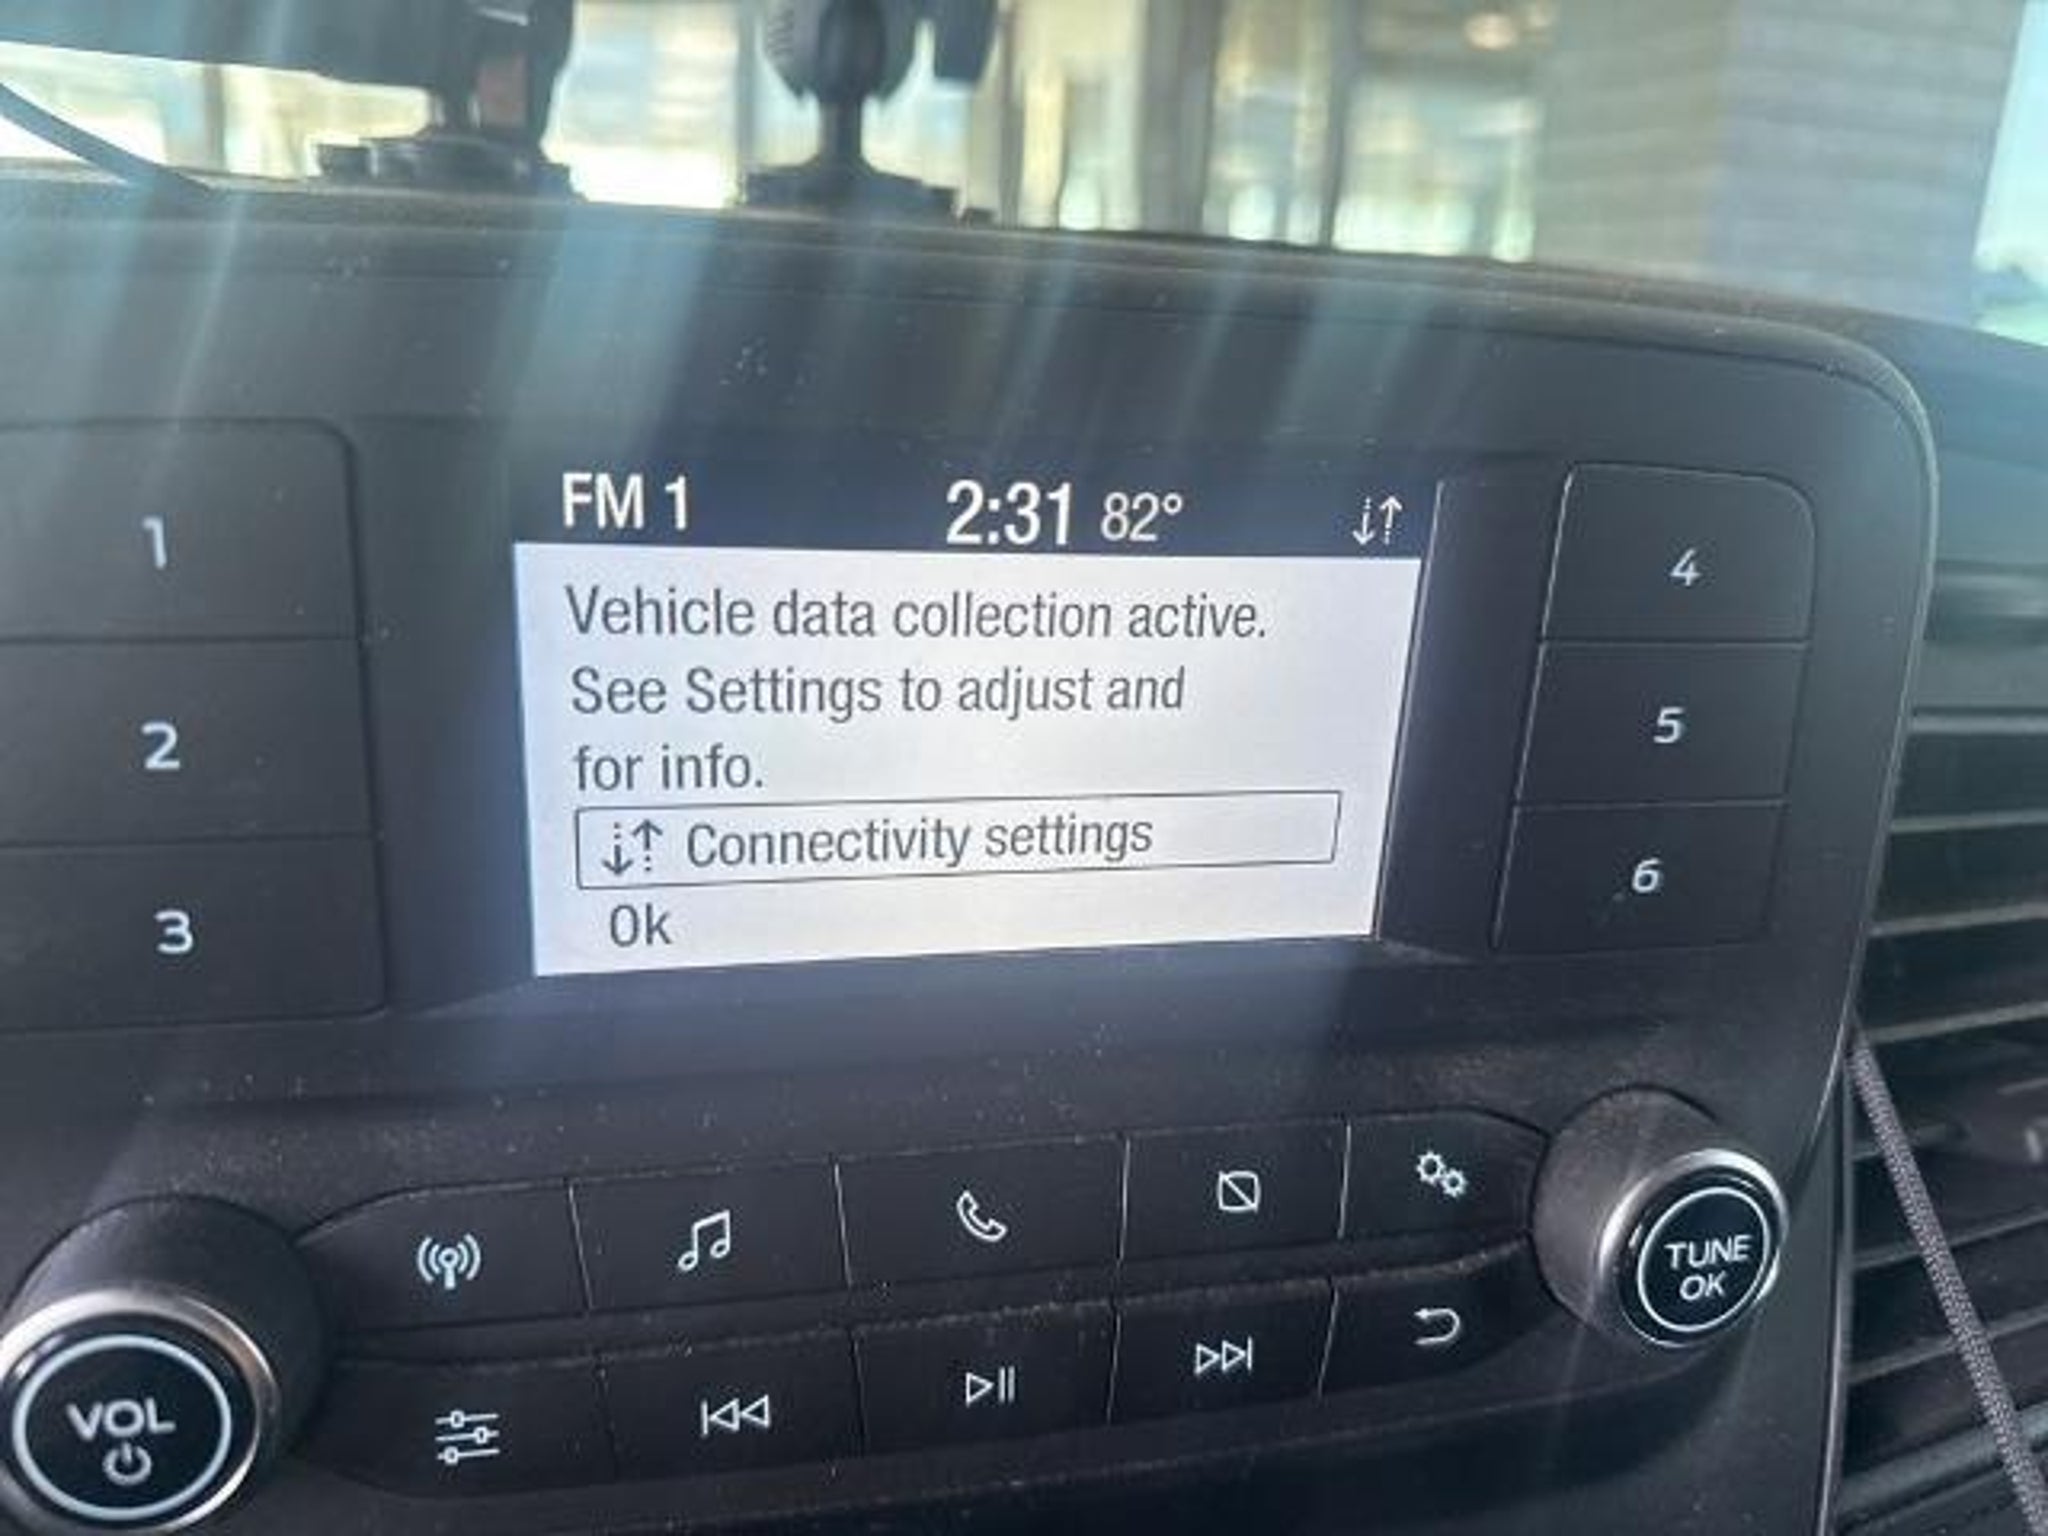 FM 1 2:31 82°
Vehicle data collection active.
See Settings to adjust and
for info.
Connectivity settings
Ok
1
2
3
4
5
6
VOL
TUNE
OK